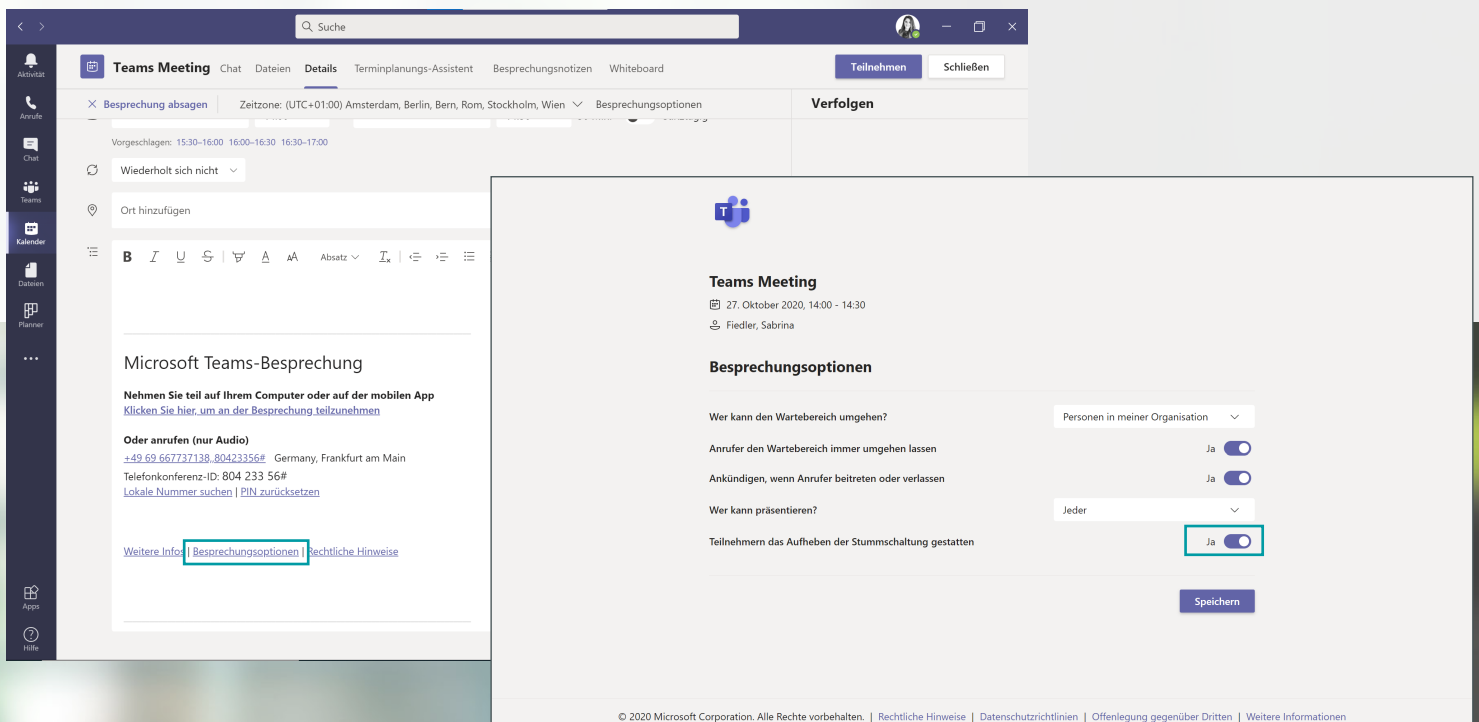 Suche
Aktivität
Anrufe
Chat
Teams
Kalender
Dateien
Planner
Apps
Hilfe
Teams Meeting Chat Dateien Details Terminplanungs-Assistent Besprechungsnotizen Whiteboard Teilnehmen Schließen
Besprechung absagen Zeitzone: (UTC+01:00) Amsterdam, Berlin, Bern, Rom, Stockholm, Wien Besprechungsoptionen Verfolgen
Vorgeschlagen: 15:30–16:00 16:00–16:30 16:30–17:00
Wiederholt sich nicht
Ort hinzufügen
B I U S A AA Absatz
Microsoft Teams-Besprechung
Nehmen Sie teil auf Ihrem Computer oder auf der mobilen App
Klicken Sie hier, um an der Besprechung teilzunehmen
Oder anrufen (nur Audio)
+49 69 667737138,,80423356# Germany, Frankfurt am Main
Telefonkonferenz-ID: 804 233 56#
Lokale Nummer suchen | PIN zurücksetzen
Weitere Infos | Besprechungsoptionen | Rechtliche Hinweise
T
Teams Meeting
27. Oktober 2020, 14:00 - 14:30
Fiedler, Sabrina
Besprechungsoptionen
Wer kann den Wartebereich umgehen? Personen in meiner Organisation
Anrufer den Wartebereich immer umgehen lassen Ja
Ankündigen, wenn Anrufer beitreten oder verlassen Ja
Wer kann präsentieren? Jeder
Teilnehmern das Aufheben der Stummschaltung gestatten Ja
Speichern
© 2020 Microsoft Corporation. Alle Rechte vorbehalten. | Rechtliche Hinweise | Datenschutzrichtlinien | Offenlegung gegenüber Dritten | Weitere Informationen